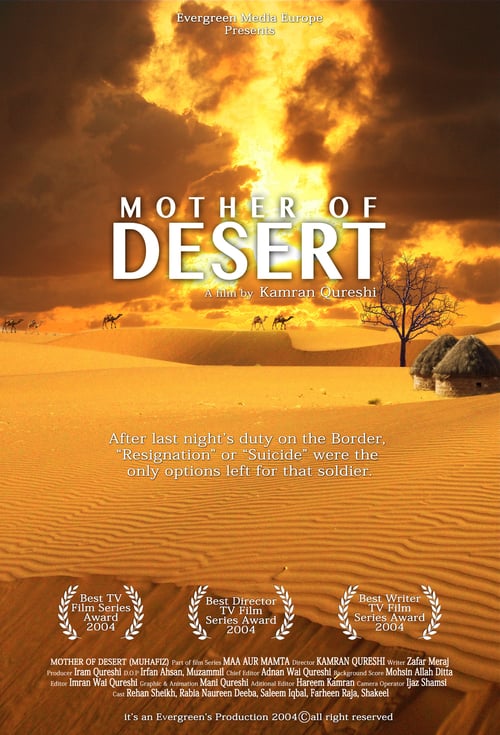 Evergreen Media Europe
Presents
MOTHER OF
DESERT
A film by Kamran Qureshi
After last night's duty on the Border,
"Resignation" or "Suicide" were the
only options left for that soldier.
Best TV
Film Series
Award
2004
Best Director
TV Film
Series Award
2004
Best Writer
TV Film
Series Award
2004
MOTHER OF DESERT (MUHAFIZ) Part of film Series MAA AUR MAMTA Director KAMRAN QURESHI Writer Zafar Meraj
Producer Iram Qureshi D.O.P Irfan Ahsan, Muzammil Chief Editor Adnan Wai Qureshi Background Score Mohsin Allah Ditta
Editor Imran Wai Qureshi Graphic & Animation Mani Qureshi Aditional Editor Hareem Kamran Camera Operator Ijaz Shamsi
Cast Rehan Sheikh, Rabia Naureen Deeba, Saleem Iqbal, Farheen Raja, Shakeel
it's an Evergreen's Production 2004©all right reserved